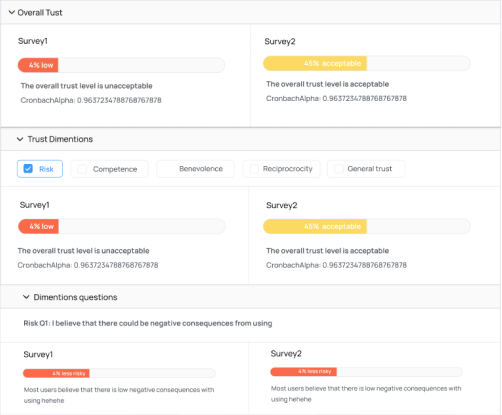 Overall Tust
Survey1
Survey2
4% low
45% acceptable
The overall trust level is unacceptable
The overall trust level is acceptable
CronbachAlpha: 0.9637234788768767878
CronbachAlpha: 0.9637234788768767878
Trust Dimentions
Risk
Competence
Benevolence
Reciprocrocity
General trust
Survey1
Survey2
4% low
45% acceptable
The overall trust level is unacceptable
The overall trust level is acceptable
CronbachAlpha: 0.9637234788768767878
CronbachAlpha: 0.9637234788768767878
Dimentions questions
Risk Q1: I believe that there could be negative consequences from using
Survey1
Survey2
4% less risky
4% less risky
Most users believe that there is low negative consequences with
using hehehe
Most users believe that there is low negative consequences with
using hehehe